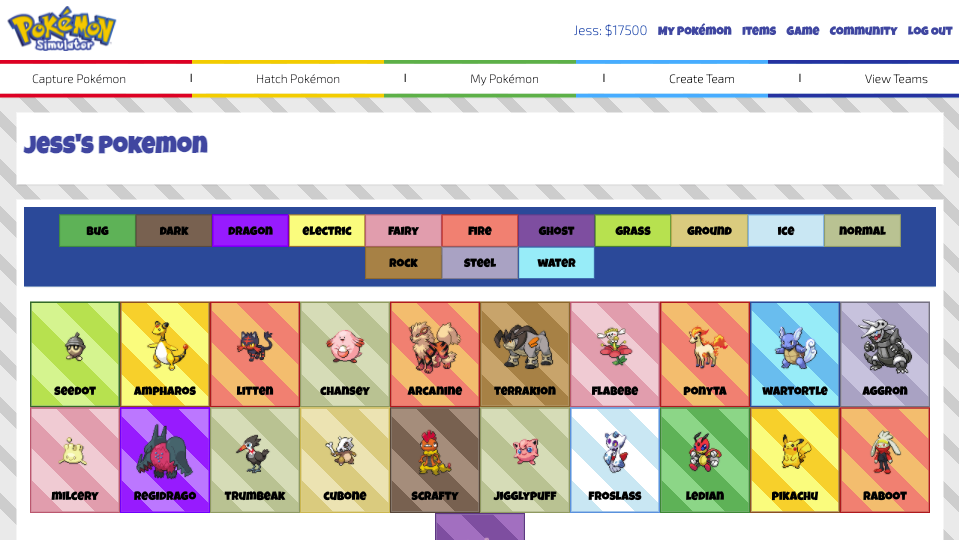 Pokémon
Simulator
Jess: $17500 My Pokémon Items Game Community Log Out
Capture Pokémon | Hatch Pokémon | My Pokémon | Create Team | View Teams
Jess's Pokemon
Bug Dark Dragon Electric Fairy Fire Ghost Grass Ground Ice Normal
Rock Steel Water
Seedot Ampharos Litten Chansey Arcanine Terrakion Flabebe Ponyta Wartortle Aggron
Milcery Regidrago Trumbeak Cubone Scrafty Jigglypuff Froslass Ledian Pikachu Raboot